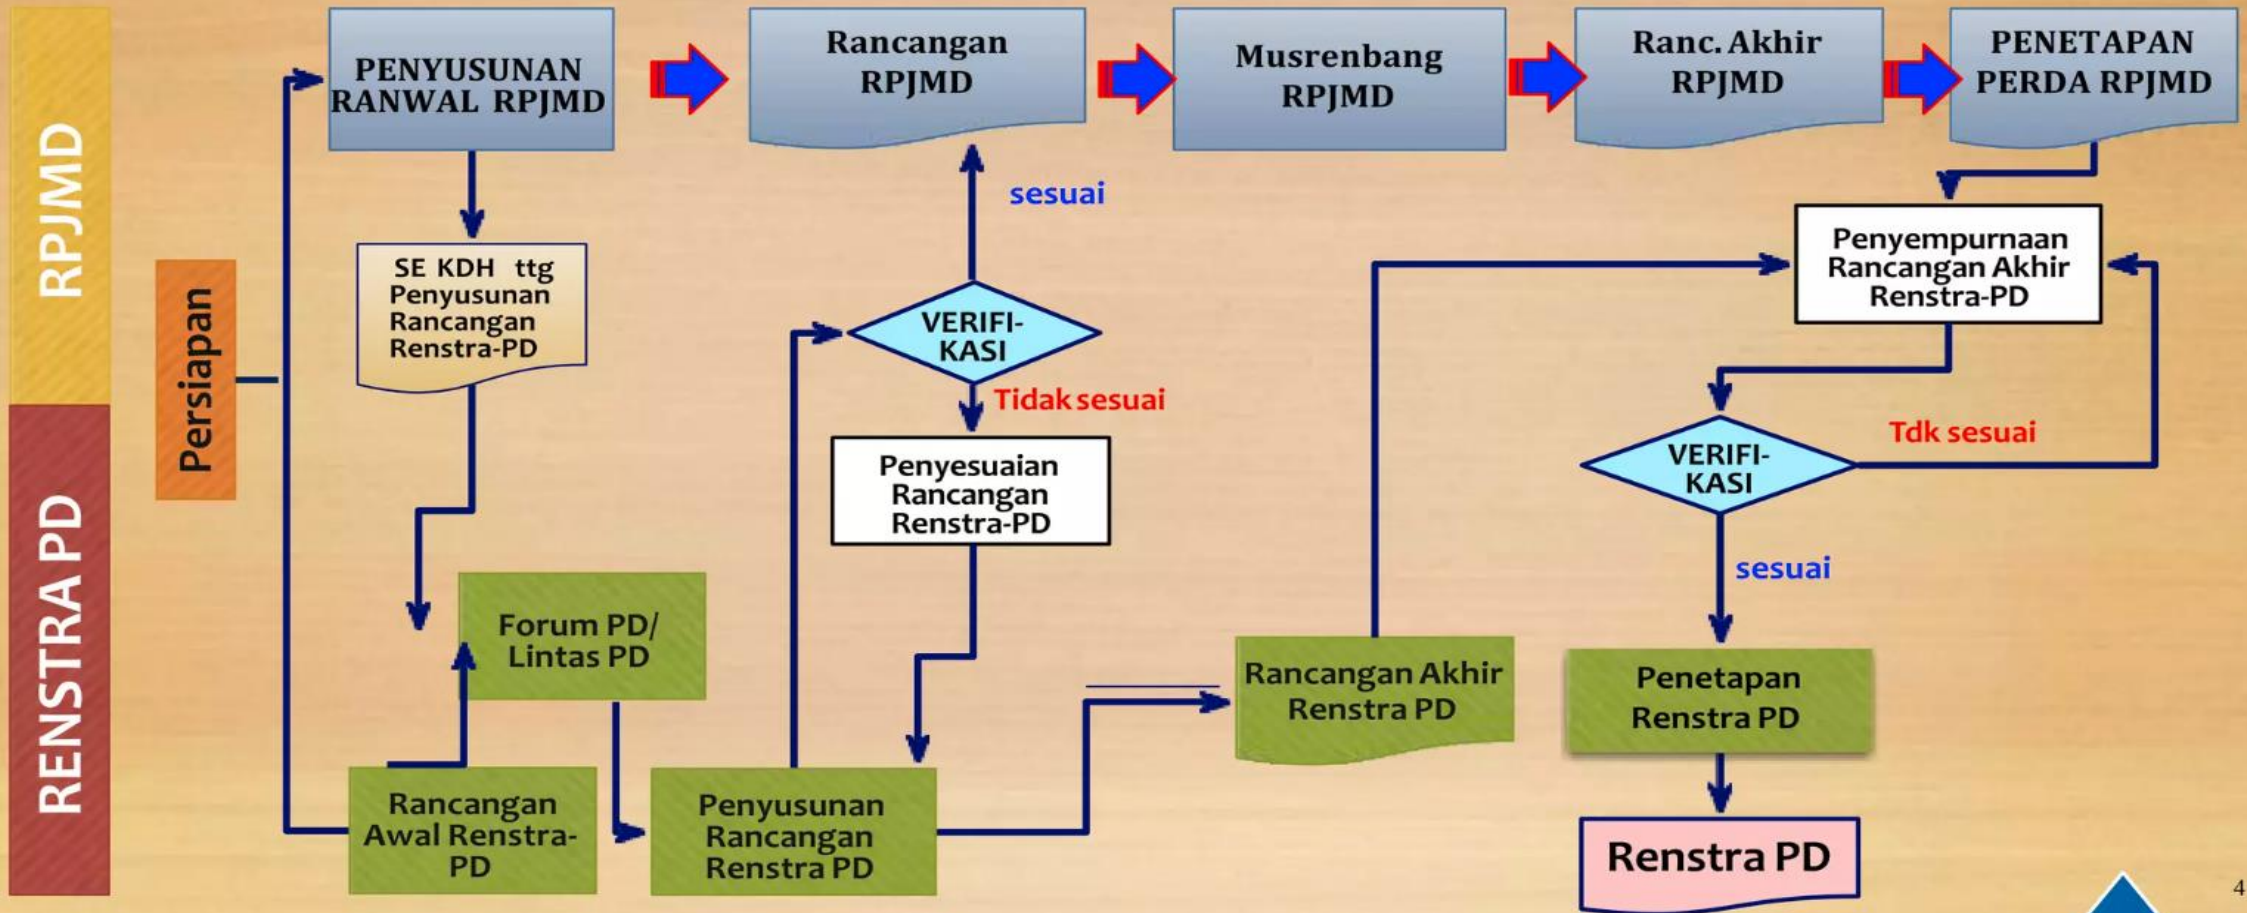 RPJMD
RENSTRA PD
Persiapan
PENYUSUNAN
RANWAL RPJMD
Rancangan
RPJMD
Musrenbang
RPJMD
Ranc. Akhir
RPJMD
PENETAPAN
PERDA RPJMD
SE KDH ttg
Penyusunan
Rancangan
Renstra-PD
sesuai
VERIFI-
KASI
Tidak sesuai
Penyesuaian
Rancangan
Renstra-PD
Penyempurnaan
Rancangan Akhir
Renstra-PD
VERIFI-
KASI
Tdk sesuai
sesuai
Forum PD/
Lintas PD
Rancangan
Awal Renstra-
PD
Penyusunan
Rancangan
Renstra PD
Rancangan Akhir
Renstra PD
Penetapan
Renstra PD
Renstra PD
4